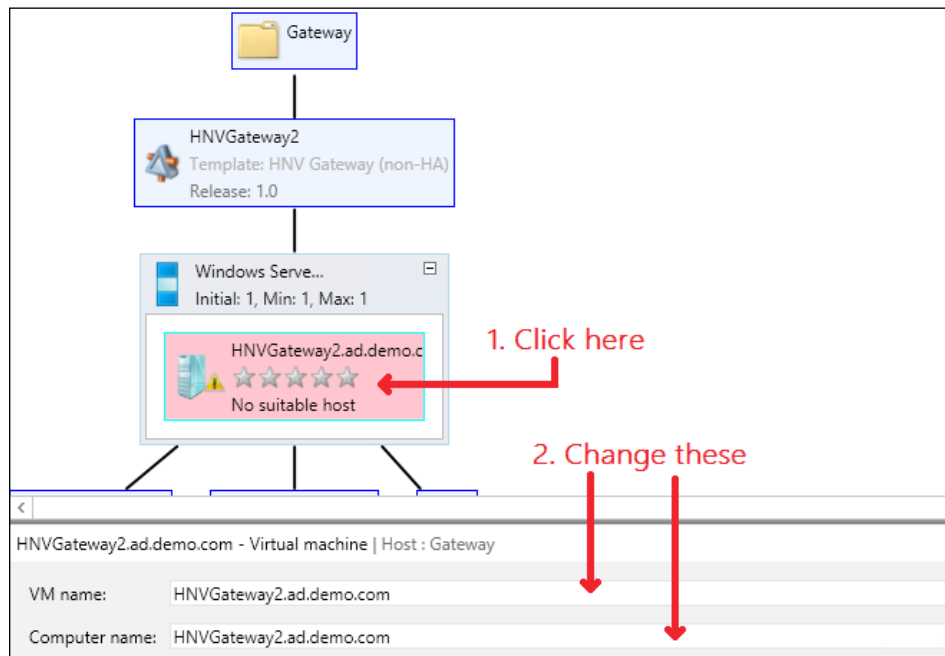 Gateway
HNVGateway2
Template: HNV Gateway (non-HA)
Release: 1.0
Windows Serve...
Initial: 1, Min: 1, Max: 1
HNVGateway2.ad.demo.c
No suitable host
1. Click here
2. Change these
HNVGateway2.ad.demo.com - Virtual machine | Host : Gateway
VM name: HNVGateway2.ad.demo.com
Computer name: HNVGateway2.ad.demo.com